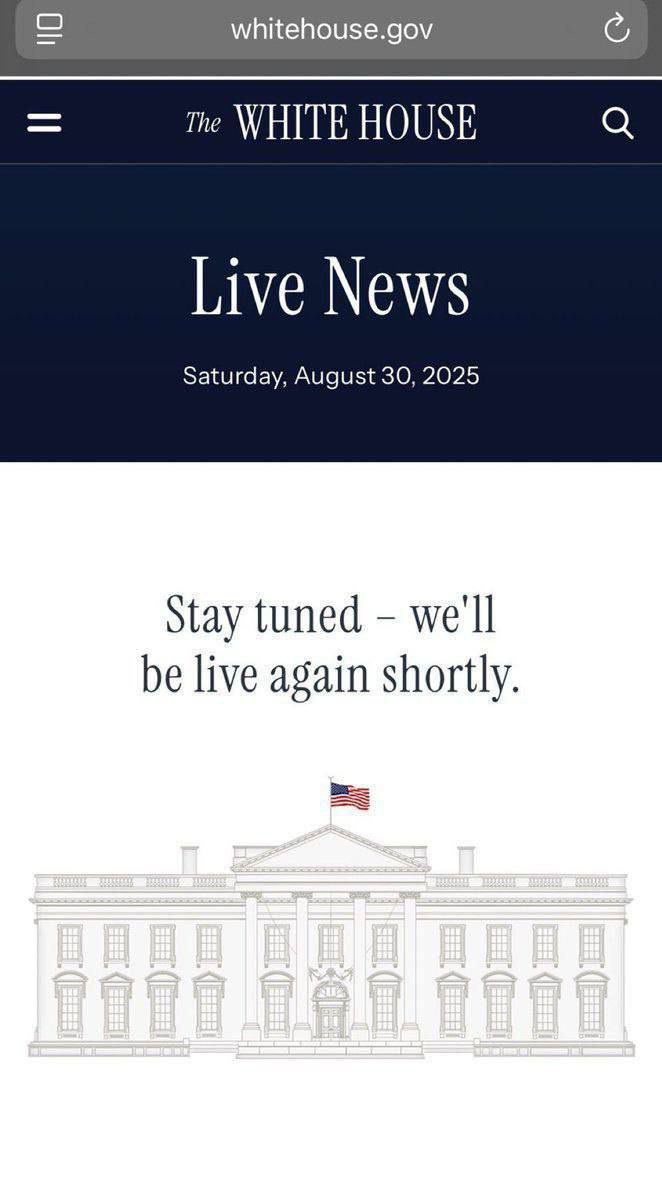 whitehouse.gov
The WHITE HOUSE
Live News
Saturday, August 30, 2025
Stay tuned – we'll
be live again shortly.